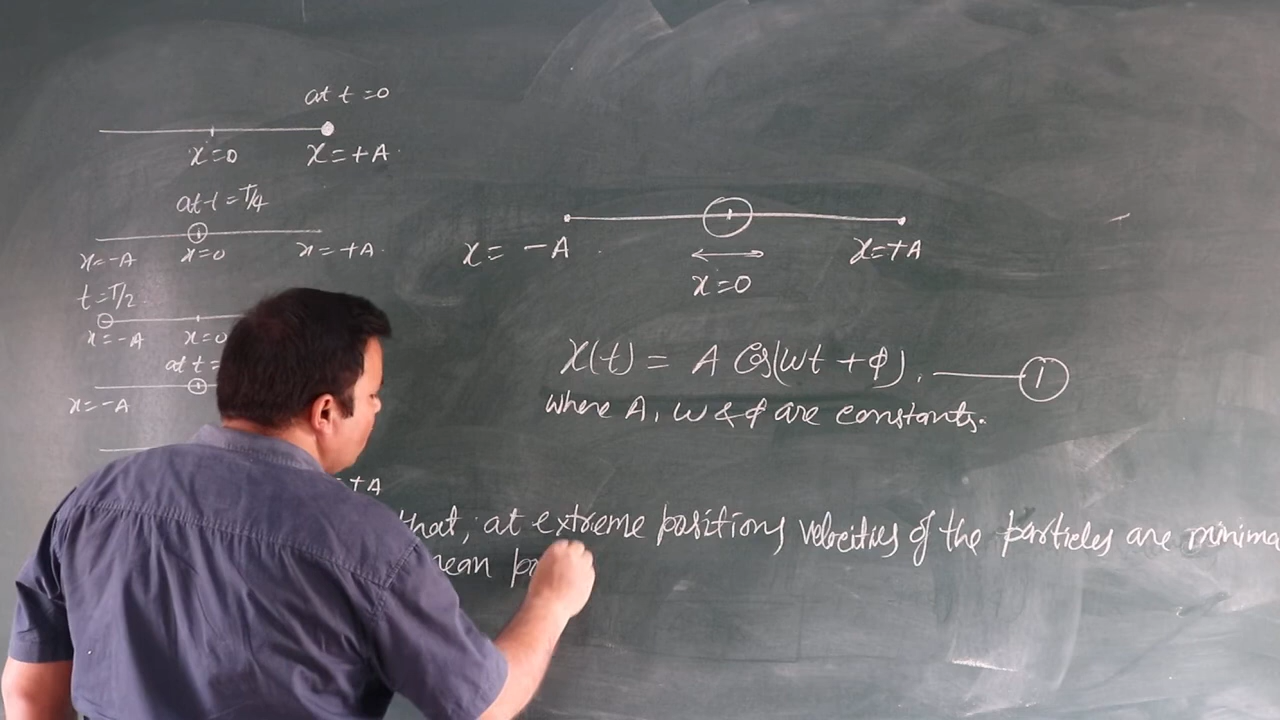 at t = 0
x=0 x=+A
at t = T/4
x=-A x=0 x=+A
t=T/2
x=-A x=0
at t =
x=-A
+A
x= -A x=0 x=+A
x(t) = A Cos(ωt + φ). 1
where A, ω & φ are constants.
that, at extreme positions velocities of the particles are minima
mean